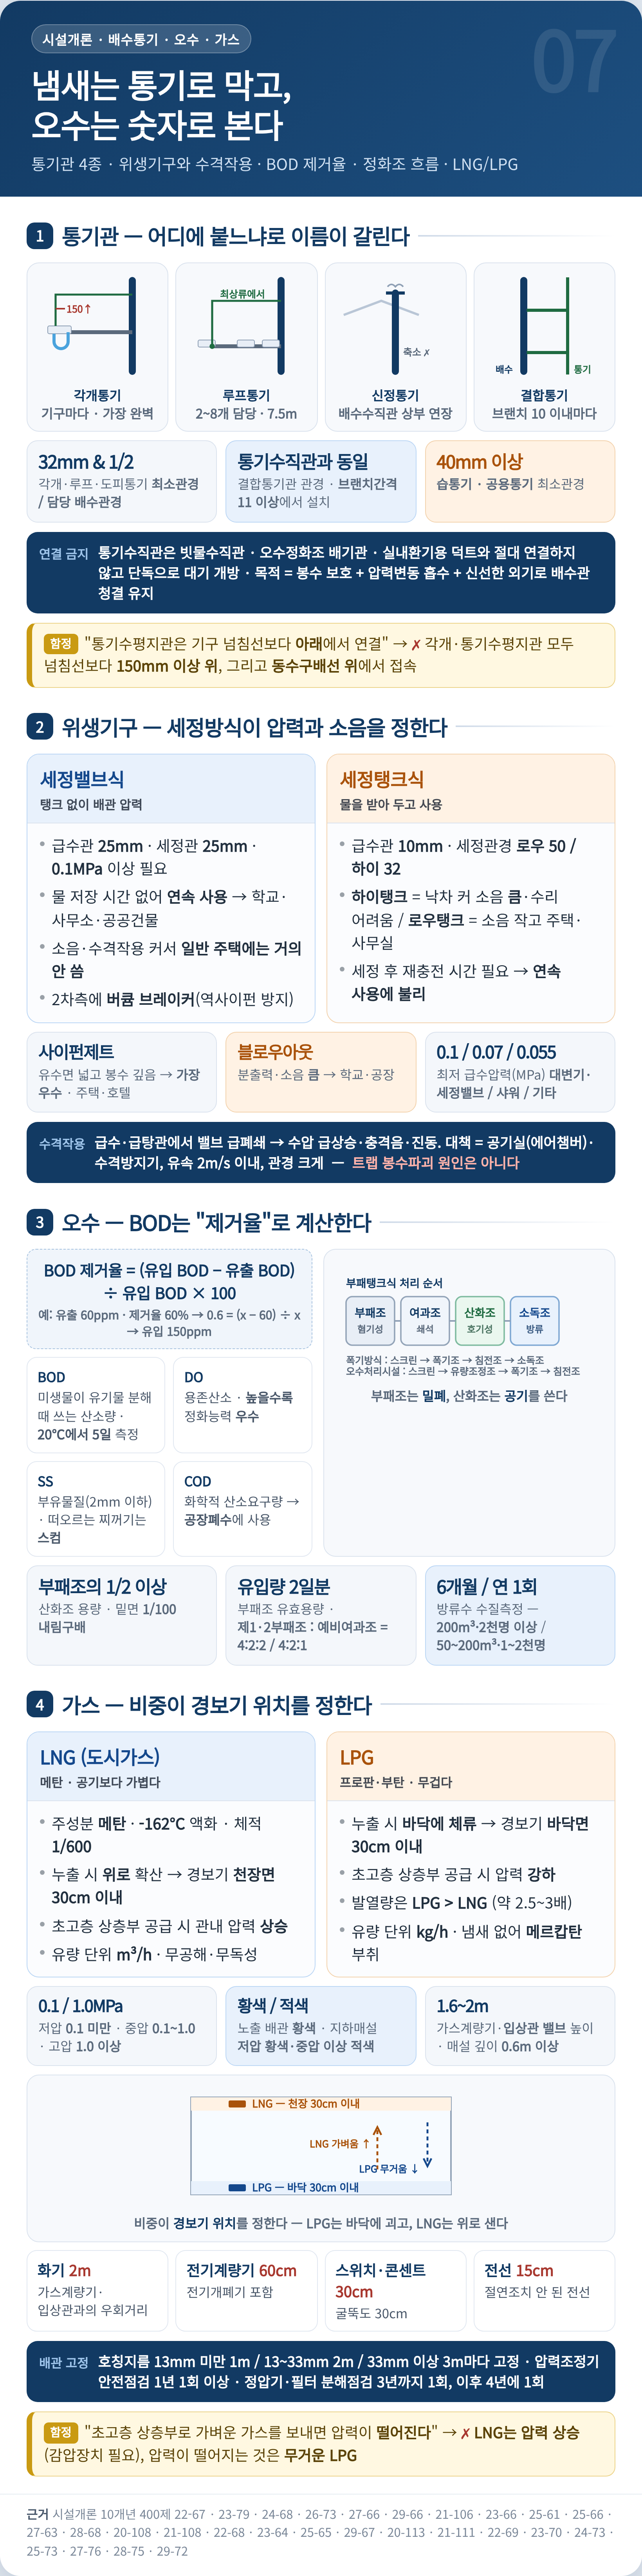 시설개론 · 배수통기 · 오수 · 가스
07
냄새는 통기로 막고,
오수는 숫자로 본다
통기관 4종 · 위생기구와 수격작용 · BOD 제거율 · 정화조 흐름 · LNG/LPG
1 통기관 — 어디에 붙느냐로 이름이 갈린다
150↑
각개통기
기구마다 · 가장 완벽
최상류에서
루프통기
2~8개 담당 · 7.5m
축소 ✗
신정통기
배수수직관 상부 연장
배수
통기
결합통기
브랜치 10 이내마다
32mm & 1/2
각개·루프·도피통기 최소관경
/ 담당 배수관경
통기수직관과 동일
결합통기관 관경 · 브랜치간격
11 이상에서 설치
40mm 이상
습통기 · 공용통기 최소관경
연결 금지 통기수직관은 빗물수직관 · 오수정화조 배기관 · 실내환기용 덕트와 절대 연결하지
않고 단독으로 대기 개방 · 목적 = 봉수 보호 + 압력변동 흡수 + 신선한 외기로 배수관
청결 유지
함정 "통기수평지관은 기구 넘침선보다 아래에서 연결" → ✗ 각개·통기수평지관 모두
넘침선보다 150mm 이상 위, 그리고 동수구배선 위에서 접속
2 위생기구 — 세정방식이 압력과 소음을 정한다
세정밸브식
탱크 없이 배관 압력
• 급수관 25mm · 세정관 25mm ·
0.1MPa 이상 필요
• 물 저장 시간 없어 연속 사용 → 학교·
사무소·공공건물
• 소음·수격작용 커서 일반 주택에는 거의
안 씀
• 2차측에 버큠 브레이커(역사이펀 방지)
세정탱크식
물을 받아 두고 사용
• 급수관 10mm · 세정관경 로우 50 /
하이 32
• 하이탱크 = 낙차 커 소음 큼·수리
어려움 / 로우탱크 = 소음 작고 주택·
사무실
• 세정 후 재충전 시간 필요 → 연속
사용에 불리
사이펀제트
유수면 넓고 봉수 깊음 → 가장
우수 · 주택·호텔
블로우아웃
분출력·소음 큼 → 학교·공장
0.1 / 0.07 / 0.055
최저 급수압력(MPa) 대변기·
세정밸브 / 샤워 / 기타
수격작용 급수·급탕관에서 밸브 급폐쇄 → 수압 급상승·충격음·진동. 대책 = 공기실(에어챔버)·
수격방지기, 유속 2m/s 이내, 관경 크게 — 트랩 봉수파괴 원인은 아니다
3 오수 — BOD는 "제거율"로 계산한다
BOD 제거율 = (유입 BOD − 유출 BOD)
÷ 유입 BOD × 100
예: 유출 60ppm · 제거율 60% → 0.6 = (x − 60) ÷ x
→ 유입 150ppm
BOD
미생물이 유기물 분해
때 쓰는 산소량 ·
20℃에서 5일 측정
DO
용존산소 · 높을수록
정화능력 우수
SS
부유물질(2mm 이하)
· 떠오르는 찌꺼기는
스컴
COD
화학적 산소요구량 →
공장폐수에 사용
부패탱크식 처리 순서
부패조
혐기성
여과조
쇄석
산화조
호기성
소독조
방류
폭기방식 : 스크린 → 폭기조 → 침전조 → 소독조
오수처리시설 : 스크린 → 유량조정조 → 폭기조 → 침전조
부패조는 밀폐, 산화조는 공기를 쓴다
부패조의 1/2 이상
산화조 용량 · 밑면 1/100
내림구배
유입량 2일분
부패조 유효용량 ·
제1·2부패조 : 예비여과조 =
4:2:2 / 4:2:1
6개월 / 연 1회
방류수 수질측정 —
200m³·2천명 이상 /
50~200m³·1~2천명
4 가스 — 비중이 경보기 위치를 정한다
LNG (도시가스)
메탄 · 공기보다 가볍다
• 주성분 메탄 · -162℃ 액화 · 체적
1/600
• 누출 시 위로 확산 → 경보기 천장면
30cm 이내
• 초고층 상층부 공급 시 관내 압력 상승
• 유량 단위 m³/h · 무공해·무독성
LPG
프로판·부탄 · 무겁다
• 누출 시 바닥에 체류 → 경보기 바닥면
30cm 이내
• 초고층 상층부 공급 시 압력 강하
• 발열량은 LPG > LNG (약 2.5~3배)
• 유량 단위 kg/h · 냄새 없어 메르캅탄
부취
0.1 / 1.0MPa
저압 0.1 미만 · 중압 0.1~1.0
· 고압 1.0 이상
황색 / 적색
노출 배관 황색 · 지하매설
저압 황색·중압 이상 적색
1.6~2m
가스계량기·입상관 밸브 높이
· 매설 깊이 0.6m 이상
LNG — 천장 30cm 이내
LNG 가벼움 ↑
LPG 무거움 ↓
LPG — 바닥 30cm 이내
비중이 경보기 위치를 정한다 — LPG는 바닥에 괴고, LNG는 위로 샌다
화기 2m
가스계량기·
입상관과의 우회거리
전기계량기 60cm
전기개폐기 포함
스위치·콘센트
30cm
굴뚝도 30cm
전선 15cm
절연조치 안 된 전선
배관 고정 호칭지름 13mm 미만 1m / 13~33mm 2m / 33mm 이상 3m마다 고정 · 압력조정기
안전점검 1년 1회 이상 · 정압기·필터 분해점검 3년까지 1회, 이후 4년에 1회
함정 "초고층 상층부로 가벼운 가스를 보내면 압력이 떨어진다" → ✗ LNG는 압력 상승
(감압장치 필요), 압력이 떨어지는 것은 무거운 LPG
근거 시설개론 10개년 400제 22-67 · 23-79 · 24-68 · 26-73 · 27-66 · 29-66 · 21-106 · 23-66 · 25-61 · 25-66 ·
27-63 · 28-68 · 20-108 · 21-108 · 22-68 · 23-64 · 25-65 · 29-67 · 20-113 · 21-111 · 22-69 · 23-70 · 24-73 ·
25-73 · 27-76 · 28-75 · 29-72